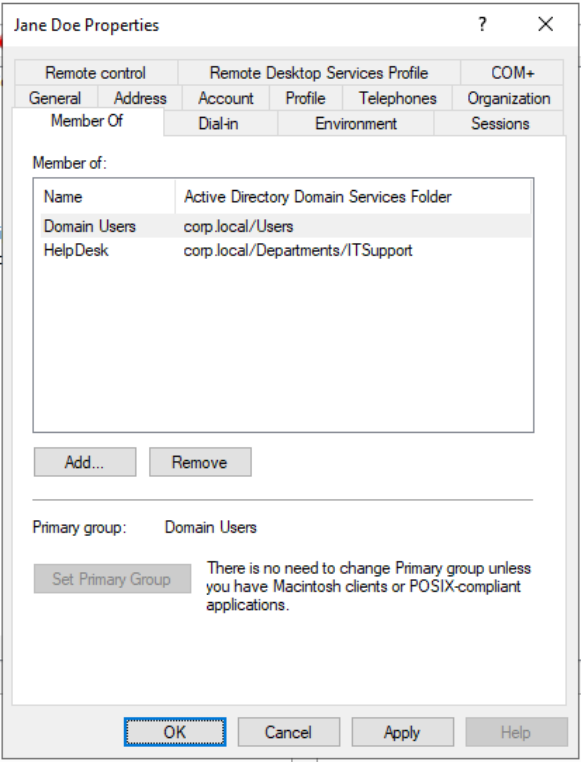 Jane Doe Properties ? ✕
Remote control Remote Desktop Services Profile COM+
General Address Account Profile Telephones Organization
Member Of Dial-in Environment Sessions
Member of:
Name Active Directory Domain Services Folder
Domain Users corp.local/Users
HelpDesk corp.local/Departments/ITSupport
Add... Remove
Primary group: Domain Users
Set Primary Group There is no need to change Primary group unless
you have Macintosh clients or POSIX-compliant
applications.
OK Cancel Apply Help